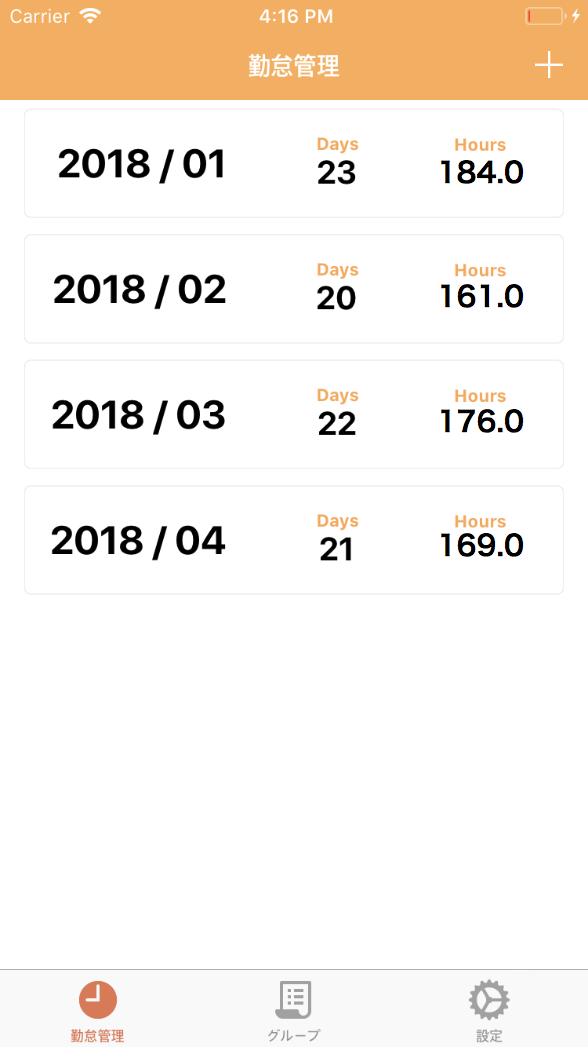 Carrier 4:16 PM
勤怠管理
2018 / 01 Days 23 Hours 184.0
2018 / 02 Days 20 Hours 161.0
2018 / 03 Days 22 Hours 176.0
2018 / 04 Days 21 Hours 169.0
勤怠管理 グループ 設定